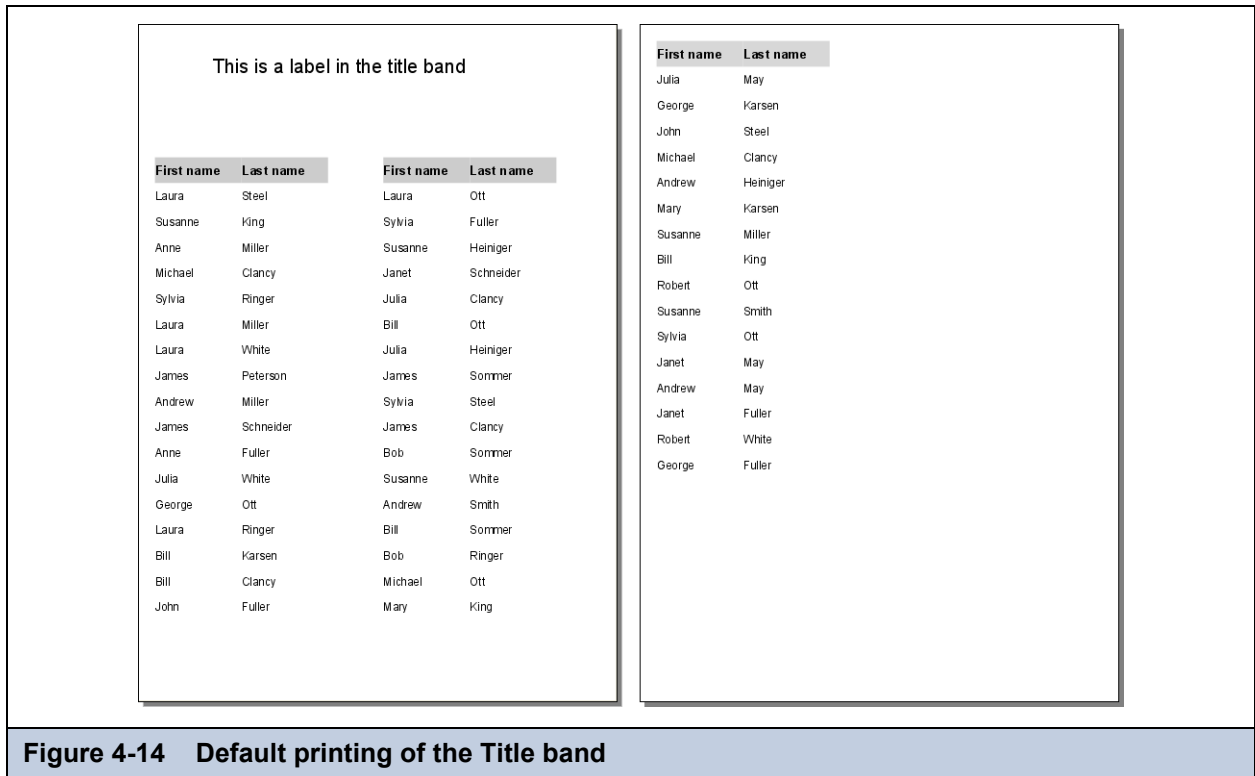 This is a label in the title band
First name Last name
Laura Steel
Susanne King
Anne Miller
Michael Clancy
Sylvia Ringer
Laura Miller
Laura White
James Peterson
Andrew Miller
James Schneider
Anne Fuller
Julia White
George Ott
Laura Ringer
Bill Karsen
Bill Clancy
John Fuller
First name Last name
Laura Ott
Sylvia Fuller
Susanne Heiniger
Janet Schneider
Julia Clancy
Bill Ott
Julia Heiniger
James Sommer
Sylvia Steel
James Clancy
Bob Sommer
Susanne White
Andrew Smith
Bill Sommer
Bob Ringer
Michael Ott
Mary King
First name Last name
Julia May
George Karsen
John Steel
Michael Clancy
Andrew Heiniger
Mary Karsen
Susanne Miller
Bill King
Robert Ott
Susanne Smith
Sylvia Ott
Janet May
Andrew May
Janet Fuller
Robert White
George Fuller
Figure 4-14 Default printing of the Title band